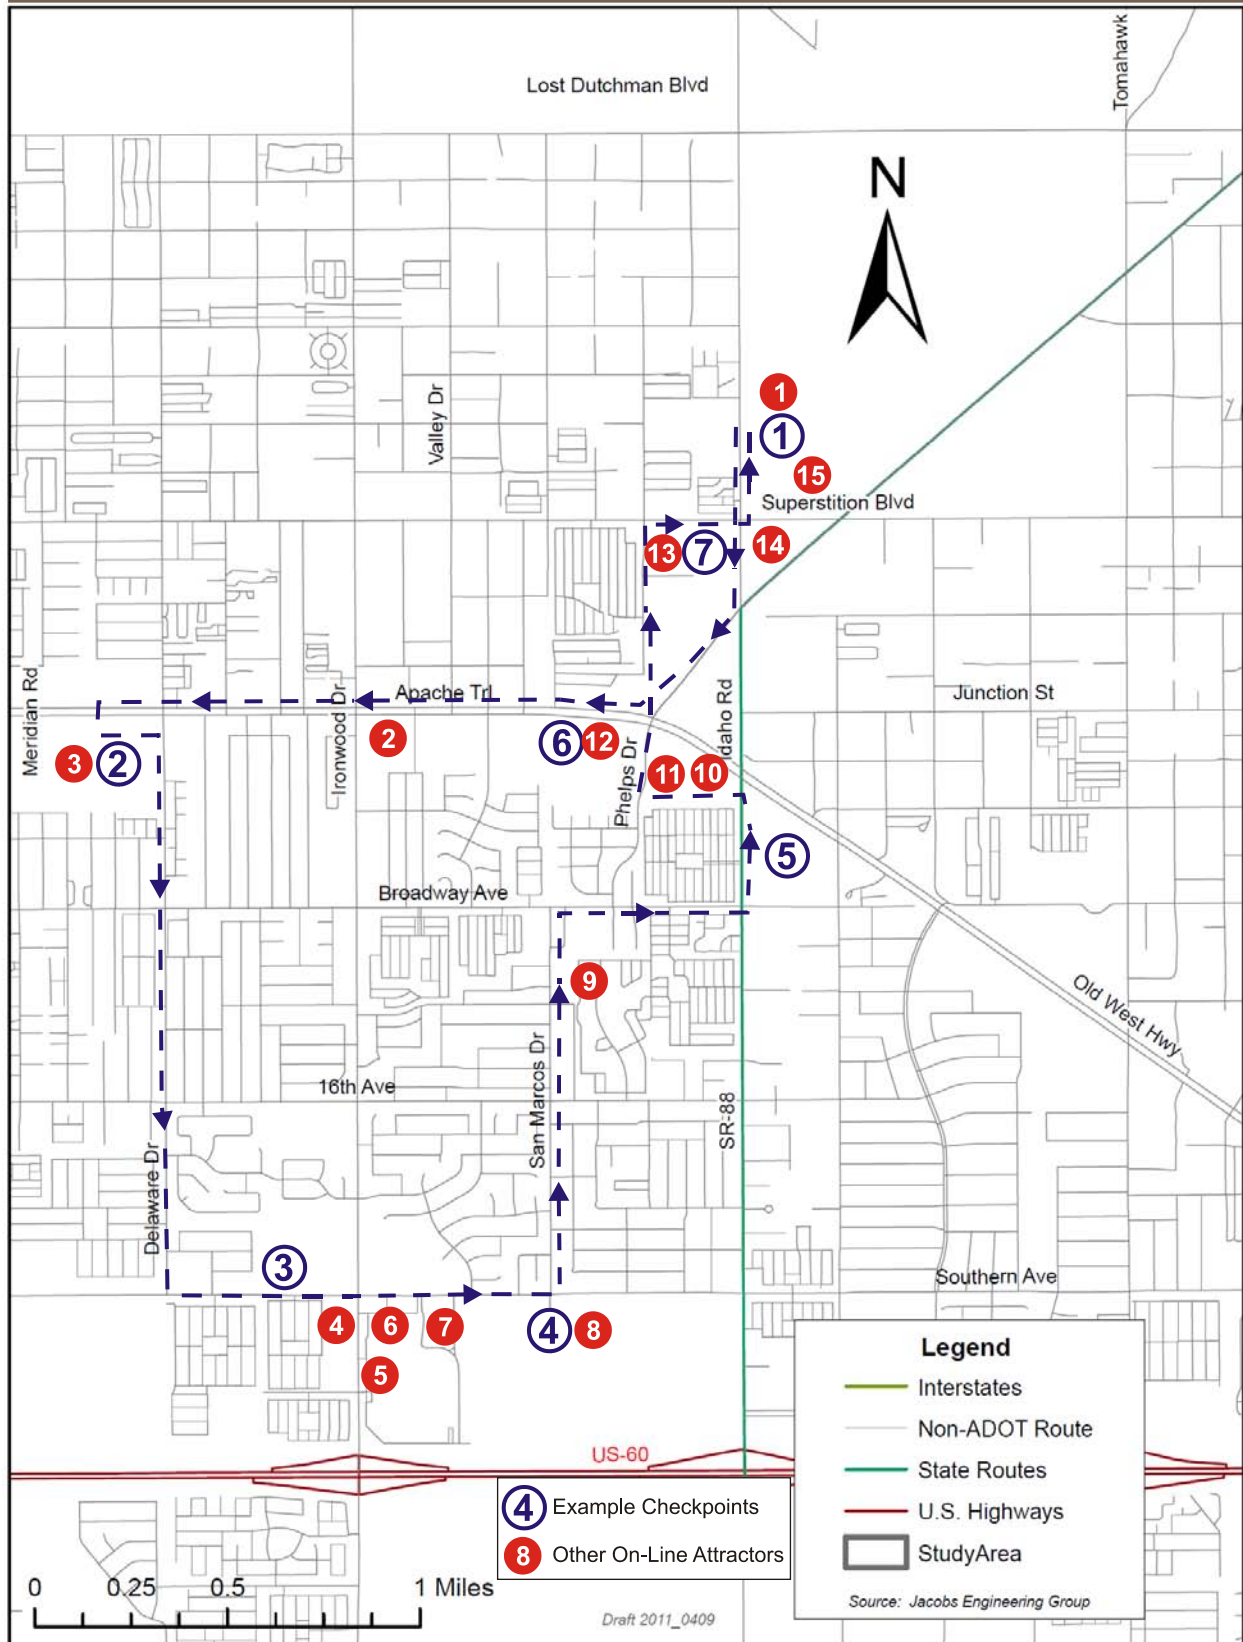 Tomahawk
Lost Dutchman Blvd
N
Valley Dr
1
1
15
Superstition Blvd
13
7
14
Meridian Rd
Ironwood Dr
Apache Trl
Junction St
Idaho Rd
3
2
2
6
12
Phelps Dr
11
10
5
Broadway Ave
9
Old West Hwy
16th Ave
San Marcos Dr
SR-88
Delaware Dr
3
Southern Ave
4
6
7
4
8
5
US-60
Legend
Interstates
Non-ADOT Route
State Routes
U.S. Highways
StudyArea
Source: Jacobs Engineering Group
4 Example Checkpoints
8 Other On-Line Attractors
0 0.25 0.5 1 Miles
Draft 2011_0409